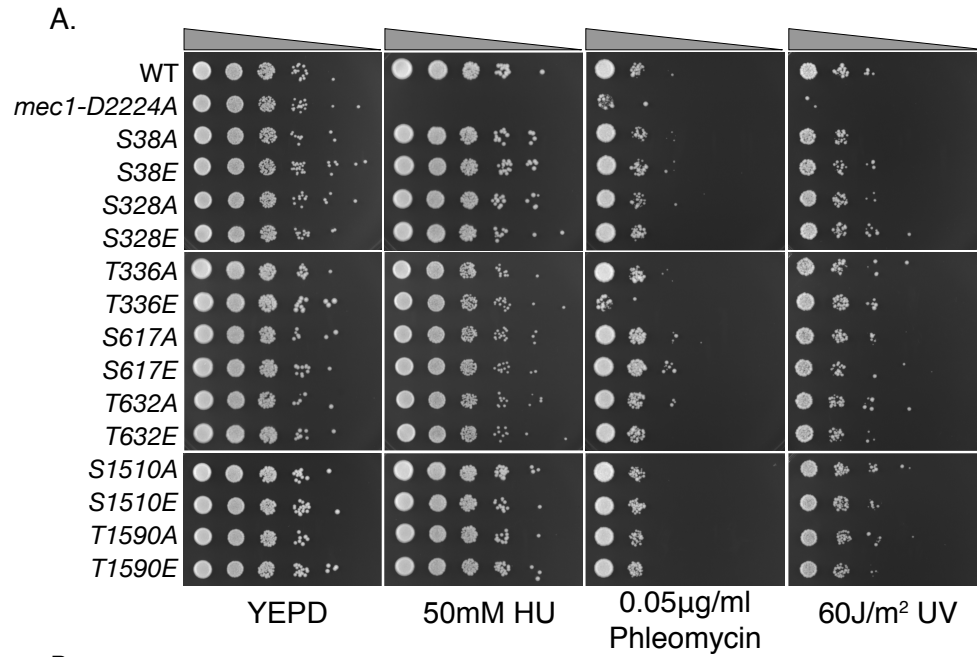 A.
WT
mec1-D2224A
S38A
S38E
S328A
S328E
T336A
T336E
S617A
S617E
T632A
T632E
S1510A
S1510E
T1590A
T1590E
YEPD
50mM HU
0.05µg/ml
Phleomycin
60J/m² UV